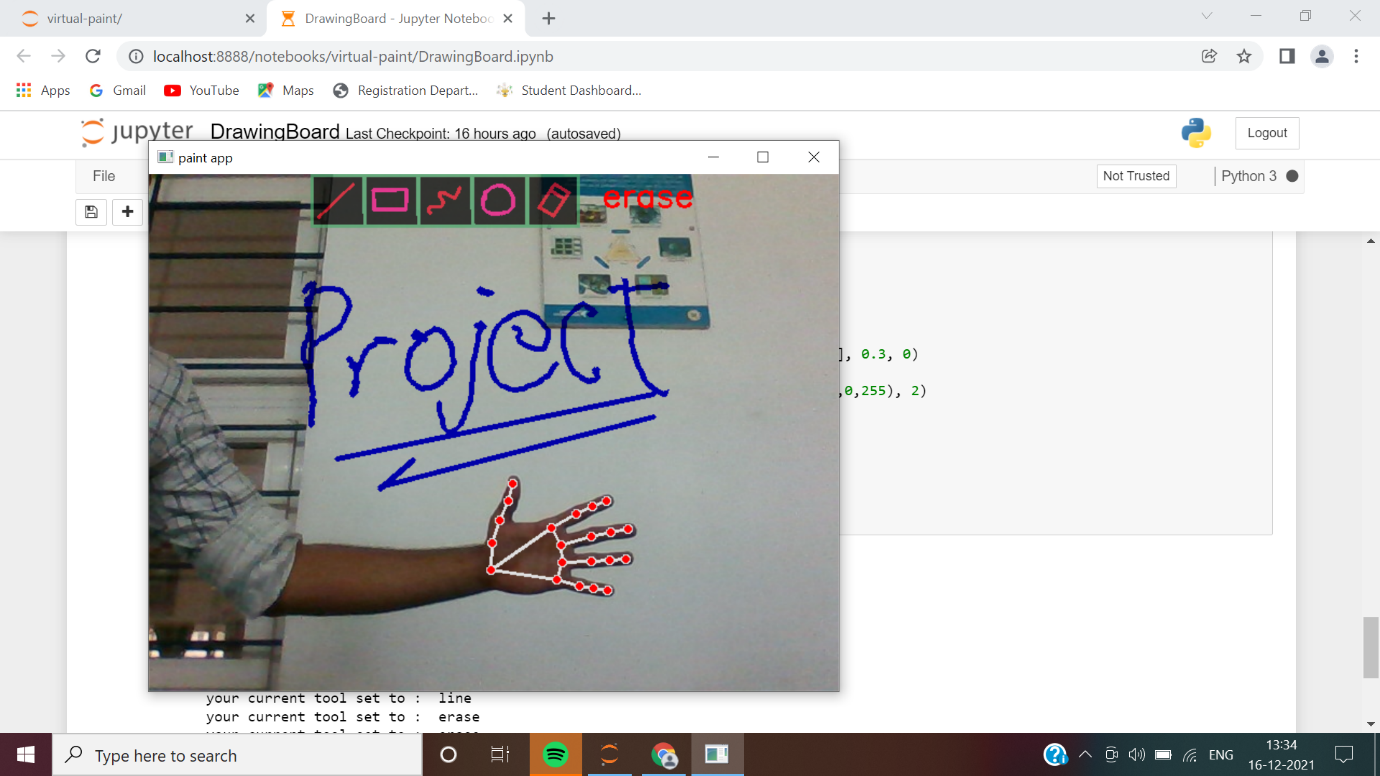 virtual-paint/
DrawingBoard - Jupyter Noteboo
localhost:8888/notebooks/virtual-paint/DrawingBoard.ipynb
Apps Gmail YouTube Maps Registration Depart... Student Dashboard...
jupyter DrawingBoard Last Checkpoint: 16 hours ago (autosaved)
Logout
paint app
File
Not Trusted
Python 3
erase
Project
], 0.3, 0)
,0,255), 2)
your current tool set to : line
your current tool set to : erase
Type here to search
ENG
13:34
16-12-2021